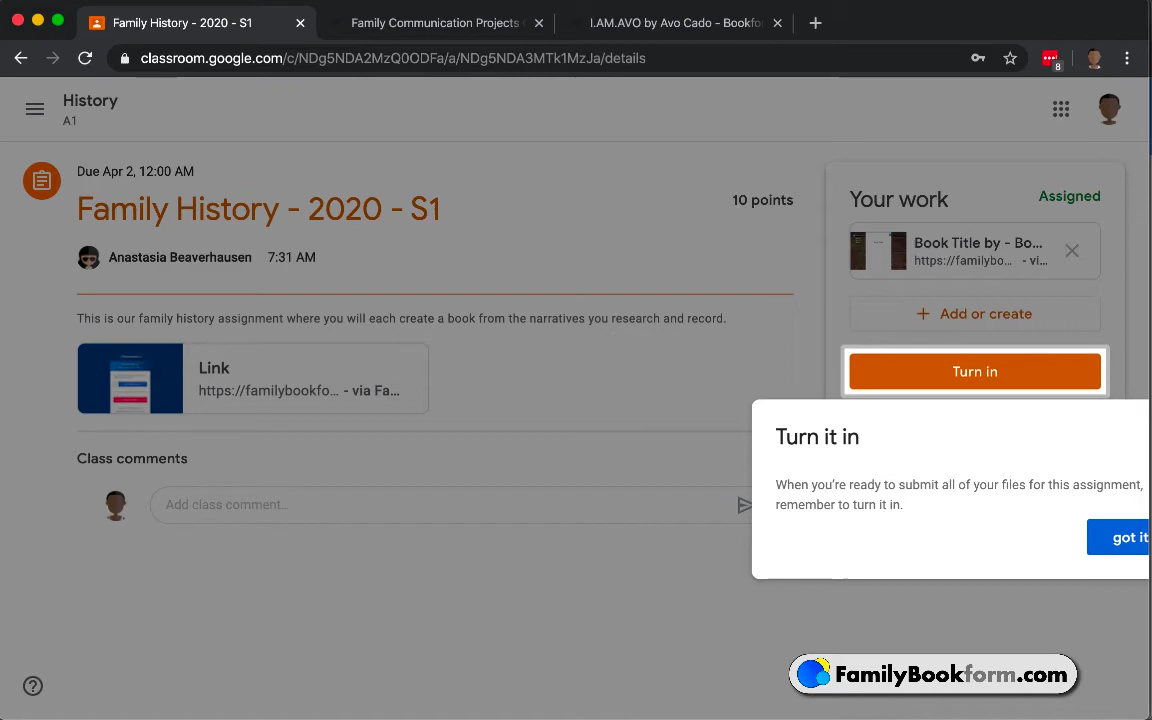 Family History - 2020 - S1
Family Communication Projects
I.AM.AVO by Avo Cado - Bookfo
classroom.google.com/c/NDg5NDA2MzQ0ODFa/a/NDg5NDA3MTk1MzJa/details
8
History
A1
Due Apr 2, 12:00 AM
Family History - 2020 - S1
10 points
Anastasia Beaverhausen 7:31 AM
This is our family history assignment where you will each create a book from the narratives you research and record.
Link
https://familybookfo... - via Fa...
Class comments
Add class comment...
Your work
Assigned
Book Title by - Bo...
https://familybo... - vi...
+ Add or create
Turn in
Turn it in
When you're ready to submit all of your files for this assignment,
remember to turn it in.
got it
FamilyBookform.com